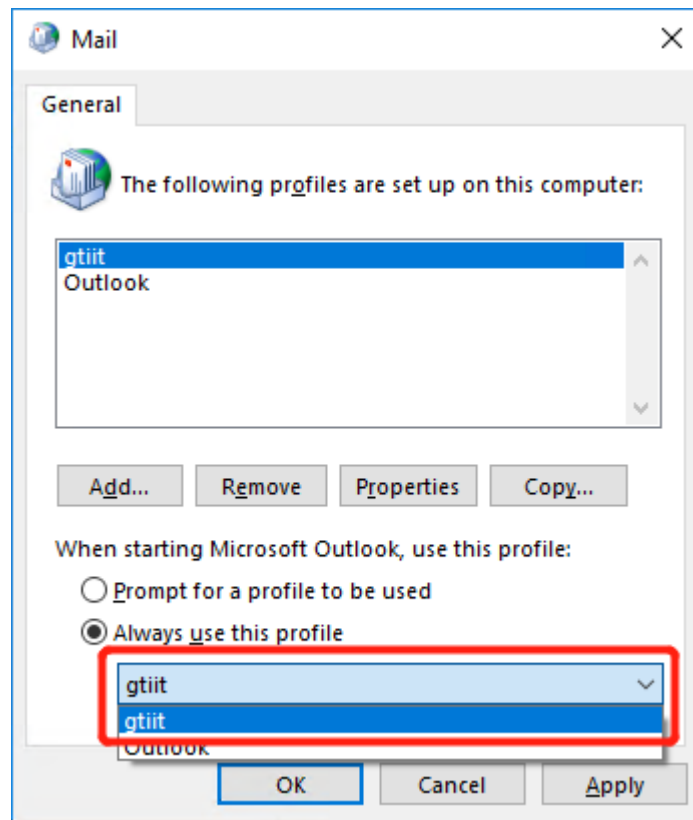 Mail
General
The following profiles are set up on this computer:
gtiit
Outlook
Add... Remove Properties Copy...
When starting Microsoft Outlook, use this profile:
Prompt for a profile to be used
Always use this profile
gtiit
gtiit
Outlook
OK Cancel Apply